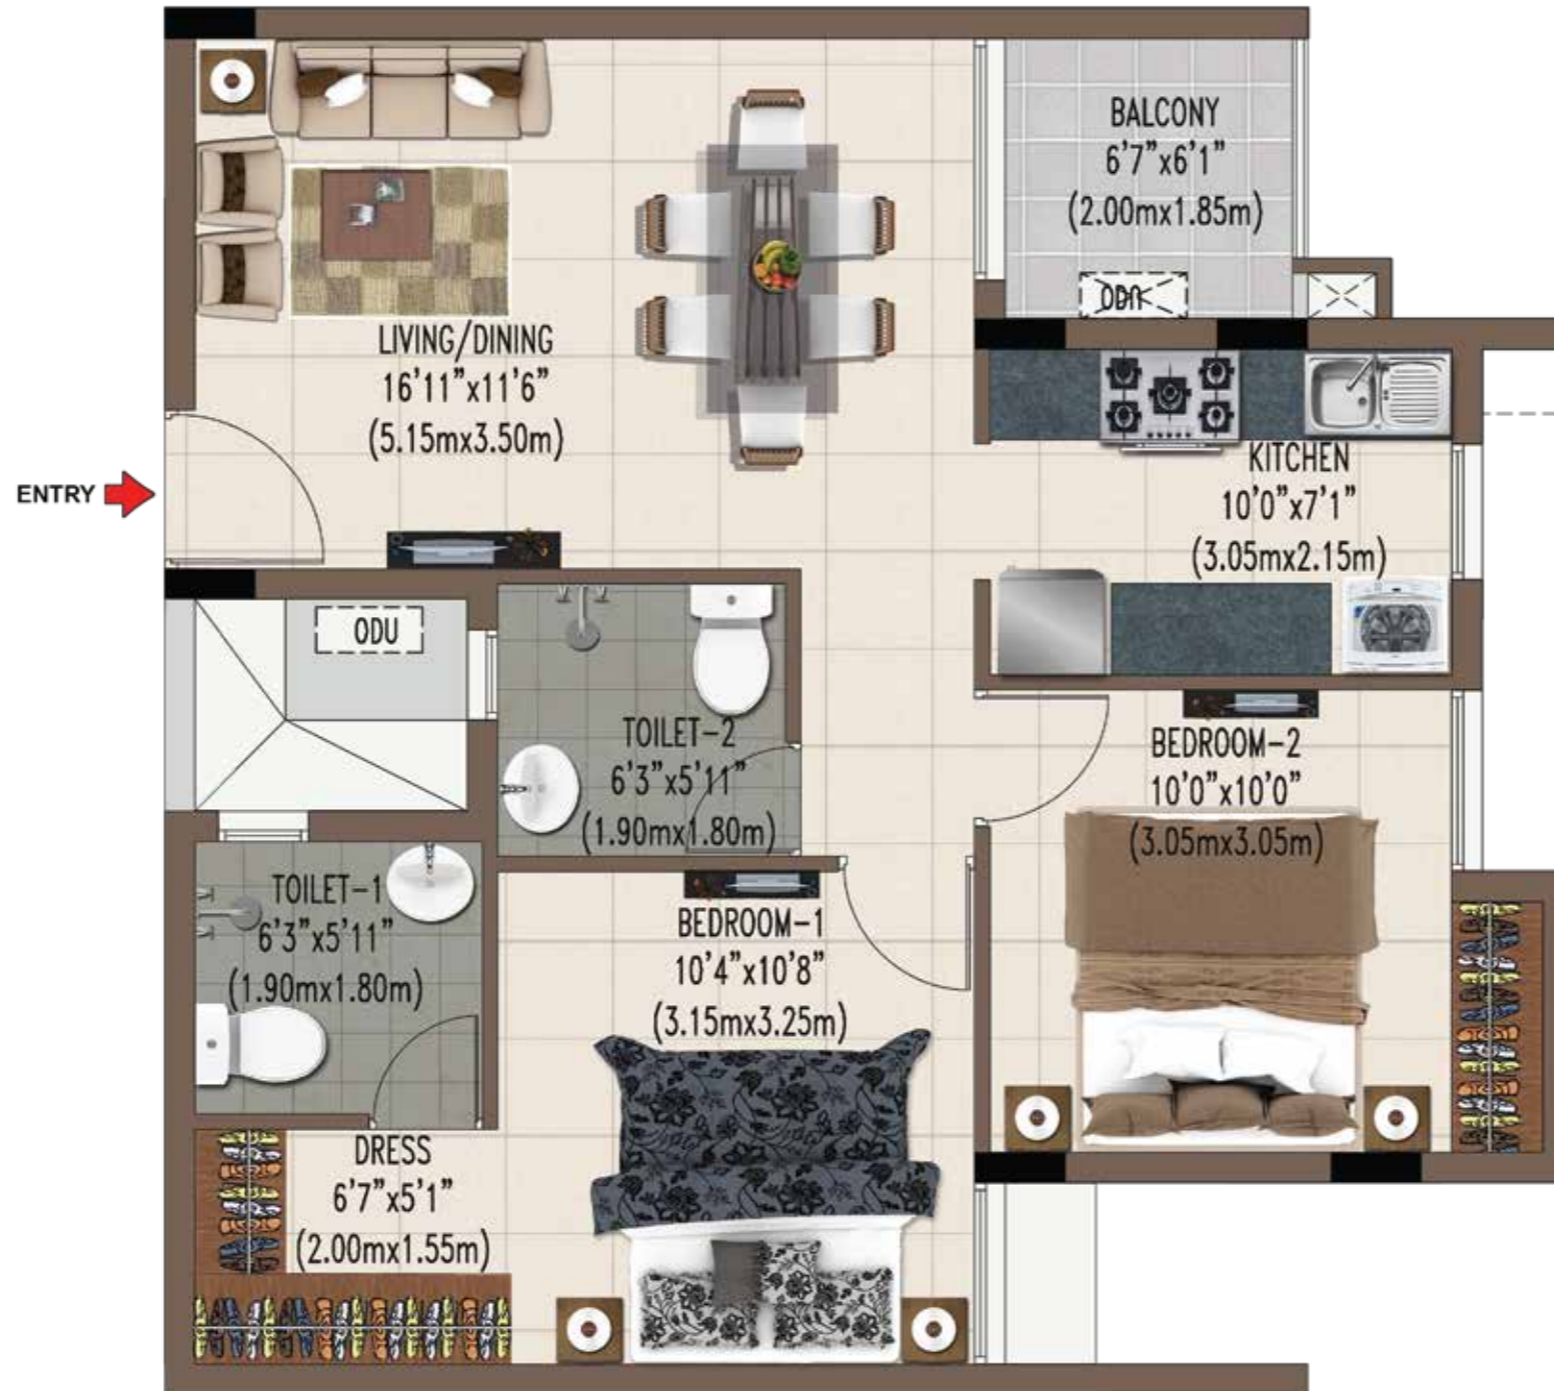 BALCONY
6'7"x6'1"
(2.00mx1.85m)
LIVING/DINING
16'11"x11'6"
(5.15mx3.50m)
ENTRY
KITCHEN
10'0"x7'1"
(3.05mx2.15m)
ODU
TOILET-2
6'3"x5'11"
(1.90mx1.80m)
BEDROOM-2
10'0"x10'0"
(3.05mx3.05m)
TOILET-1
6'3"x5'11"
(1.90mx1.80m)
BEDROOM-1
10'4"x10'8"
(3.15mx3.25m)
DRESS
6'7"x5'1"
(2.00mx1.55m)